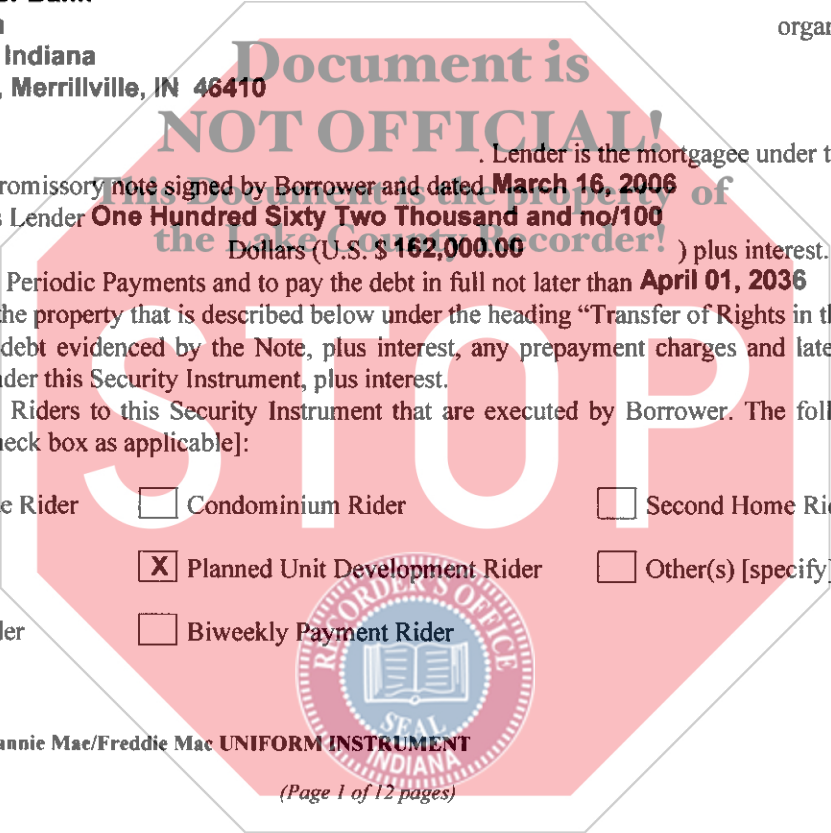 Bank
Indiana
, Merrillville, IN 46410
organ
Document is
NOT OFFICIAL!
This Document is the property of
the Lake County Recorder!
STOP
. Lender is the mortgagee under t
romissory note signed by Borrower and dated March 16, 2006
s Lender One Hundred Sixty Two Thousand and no/100
Dollars (U.S. $ 162,000.00 ) plus interest.
Periodic Payments and to pay the debt in full not later than April 01, 2036
the property that is described below under the heading “Transfer of Rights in th
debt evidenced by the Note, plus interest, any prepayment charges and late
nder this Security Instrument, plus interest.
Riders to this Security Instrument that are executed by Borrower. The foll
heck box as applicable]:
e Rider Condominium Rider Second Home Rid
X Planned Unit Development Rider Other(s) [specify]
ler Biweekly Payment Rider
RECORDER'S OFFICE
SEAL
INDIANA
annie Mae/Freddie Mac UNIFORM INSTRUMENT
(Page 1 of 12 pages)